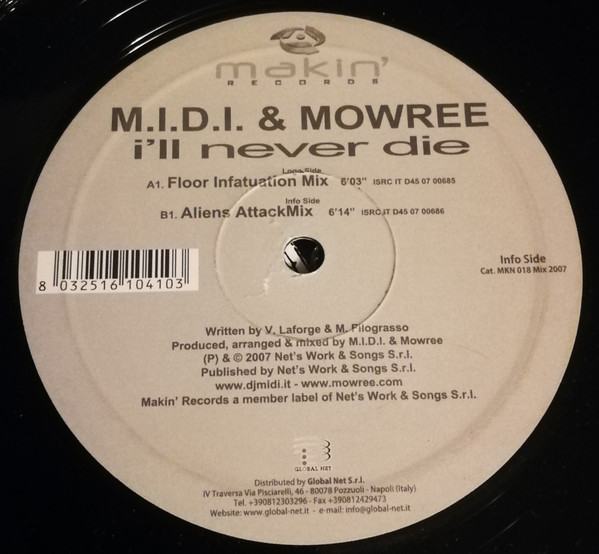 makin'
RECORDS
M.I.D.I. & MOWREE
i'll never die
Logo Side
A1. Floor Infatuation Mix 6'03" ISRC IT D45 07 00685
Info Side
B1. Aliens AttackMix 6'14" ISRC IT D45 07 00686
8 032516 104103
Info Side
Cat. MKN 018 Mix 2007
Written by V. Laforge & M. Filograsso
Produced, arranged & mixed by M.I.D.I. & Mowree
(P) & © 2007 Net's Work & Songs S.r.l.
Published by Net's Work & Songs S.r.l.
www.djmidi.it - www.mowree.com
Makin' Records a member label of Net's Work & Songs S.r.l.
GLOBAL NET
Distributed by Global Net S.r.l.
IV Traversa Via Pisciarelli, 46 - 80078 Pozzuoli - Napoli (Italy)
Tel. +390812303296 - Fax +390812429473
Website: www.global-net.it - e-mail: info@global-net.it